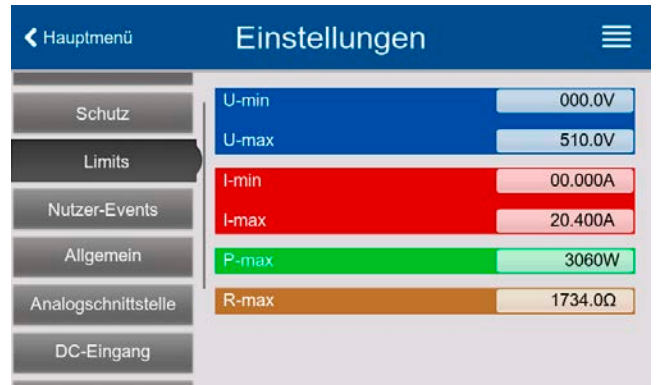 Hauptmenü
Einstellungen
Schutz
Limits
Nutzer-Events
Allgemein
Analogschnittstelle
DC-Eingang
U-min 000.0V
U-max 510.0V
I-min 00.000A
I-max 20.400A
P-max 3060W
R-max 1734.0Ω